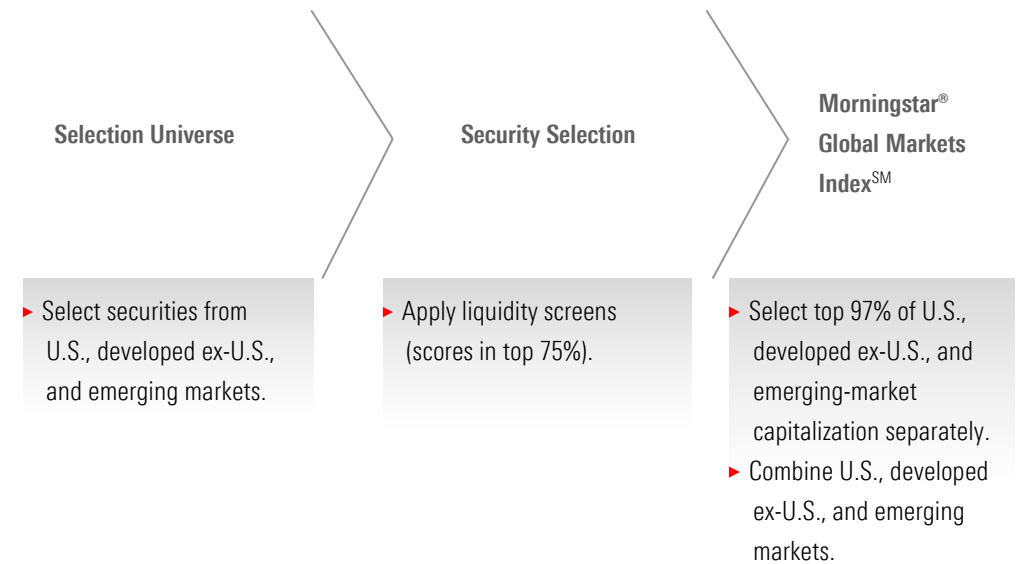 Selection Universe
Security Selection
Morningstar®
Global Markets
Index℠
▶ Select securities from
U.S., developed ex-U.S.,
and emerging markets.
▶ Apply liquidity screens
(scores in top 75%).
▶ Select top 97% of U.S.,
developed ex-U.S., and
emerging-market
capitalization separately.
▶ Combine U.S., developed
ex-U.S., and emerging
markets.